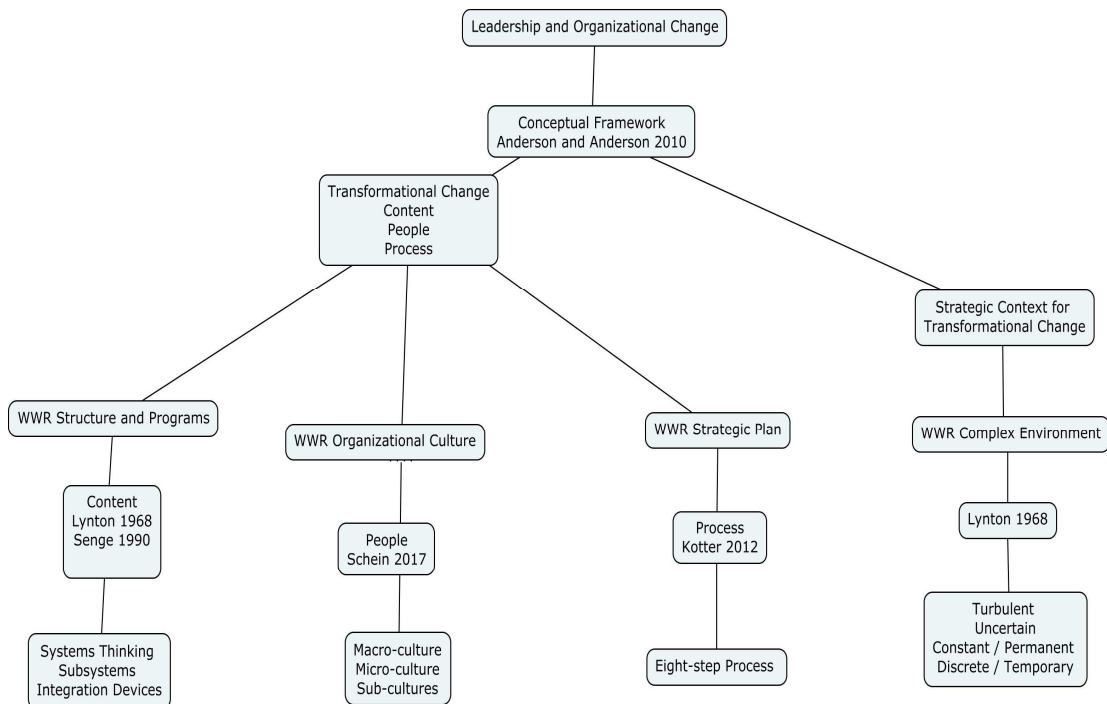 Leadership and Organizational Change
Conceptual Framework
Anderson and Anderson 2010
Transformational Change
Content
People
Process
Strategic Context for
Transformational Change
WWR Structure and Programs
WWR Organizational Culture
WWR Strategic Plan
WWR Complex Environment
Content
Lynton 1968
Senge 1990
People
Schein 2017
Process
Kotter 2012
Lynton 1968
Systems Thinking
Subsystems
Integration Devices
Macro-culture
Micro-culture
Sub-cultures
Eight-step Process
Turbulent
Uncertain
Constant / Permanent
Discrete / Temporary